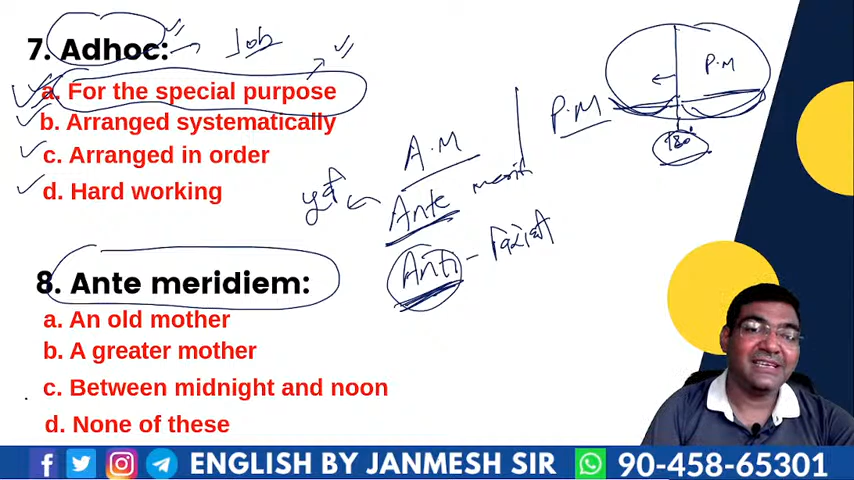 7. Adhoc:
Job
a. For the special purpose
b. Arranged systematically
c. Arranged in order
d. Hard working
A.M
P.M
P.M
180°
Ante
Anti -
8. Ante meridiem:
a. An old mother
b. A greater mother
c. Between midnight and noon
d. None of these
ENGLISH BY JANMESH SIR
90-458-65301